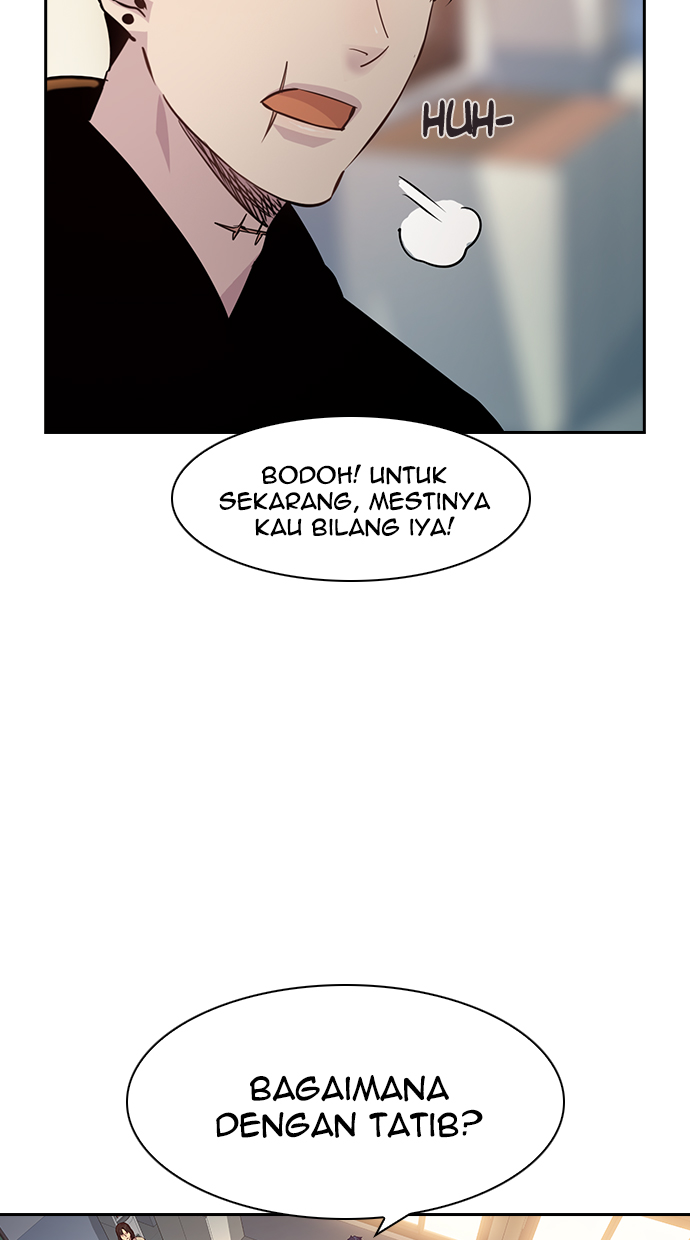 HUH-
BODOH! UNTUK
SEKARANG, MESTINYA
KAU BILANG IYA!
BAGAIMANA
DENGAN TATIB?